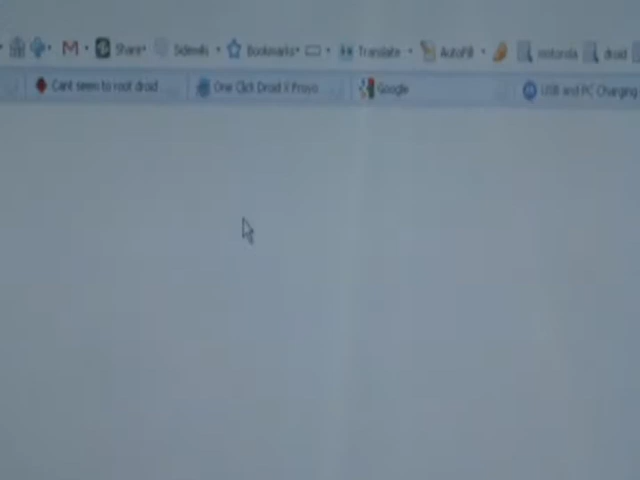 Share Sidewiki Bookmarks Translate AutoFill motorola droid
Cant seem to root droid One Click Droid X Froyo Google USB and PC Charging